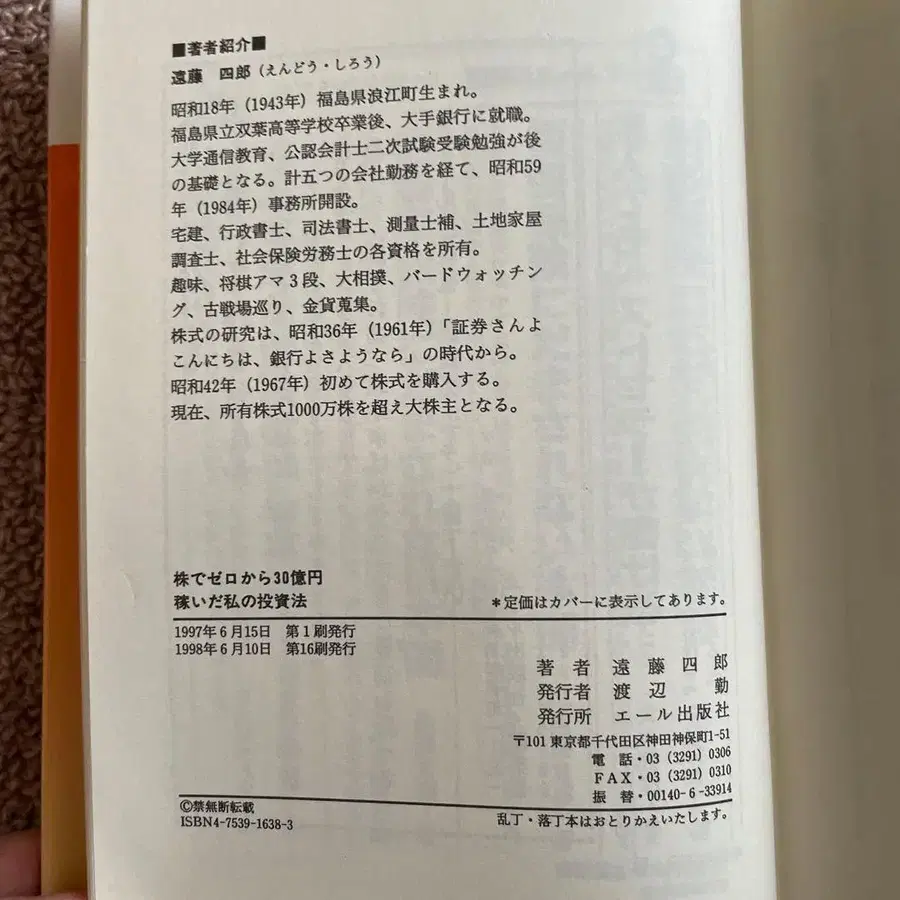 ■著者紹介■
遠藤　四郎（えんどう・しろう）
昭和18年（1943年）福島県浪江町生まれ。
福島県立双葉高等学校卒業後、大手銀行に就職。
大学通信教育、公認会計士二次試験受験勉強が後
の基礎となる。計五つの会社勤務を経て、昭和59
年（1984年）事務所開設。
宅建、行政書士、司法書士、測量士補、土地家屋
調査士、社会保険労務士の各資格を所有。
趣味、将棋アマ3段、大相撲、バードウォッチン
グ、古戦場巡り、金貨蒐集。
株式の研究は、昭和36年（1961年）「証券さんよ
こんにちは、銀行よさようなら」の時代から。
昭和42年（1967年）初めて株式を購入する。
現在、所有株式1000万株を超え大株主となる。
株でゼロから30億円
稼いだ私の投資法
＊定価はカバーに表示してあります。
1997年6月15日　第1刷発行
1998年6月10日　第16刷発行
著　者　遠　藤　四　郎
発行者　渡　辺　　勤
発行所　エール出版社
〒101 東京都千代田区神田神保町1-51
電　話・03（3291）0306
ＦＡＸ・03（3291）0310
振　替・00140-6-33914
©禁無断転載
ISBN4-7539-1638-3
乱丁・落丁本はおとりかえいたします。